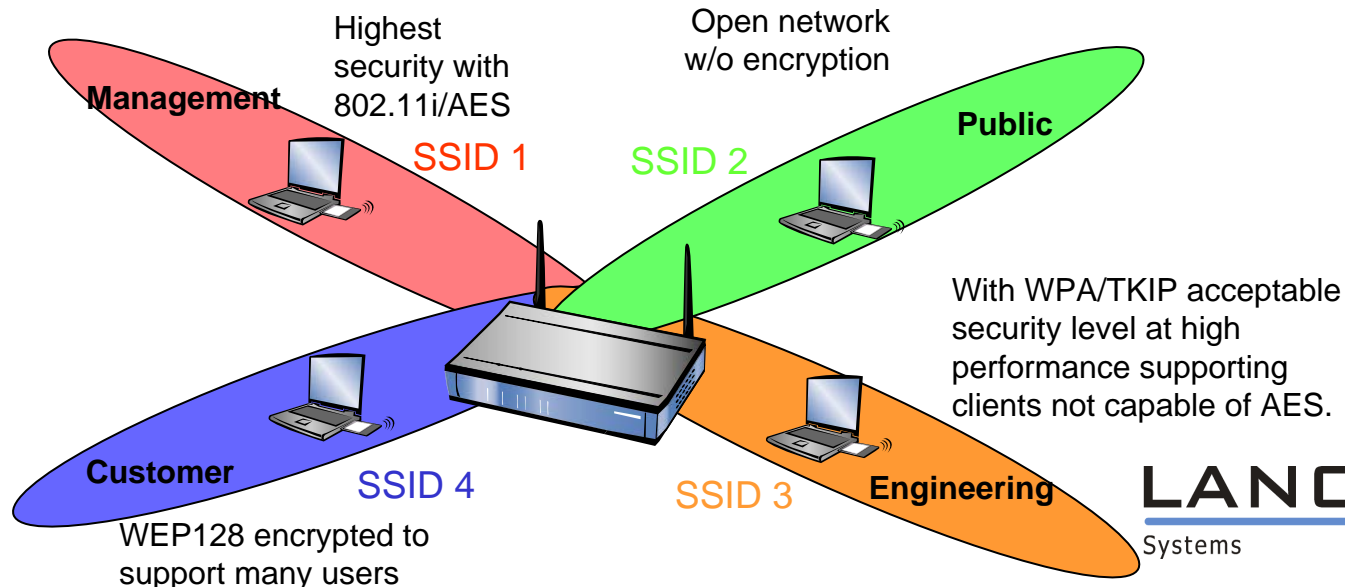 Highest
security with
802.11i/AES
Open network
w/o encryption
Management
Public
SSID 1
SSID 2
With WPA/TKIP acceptable
security level at high
performance supporting
clients not capable of AES.
Customer
SSID 4
SSID 3
Engineering
WEP128 encrypted to
support many users
LANC
Systems